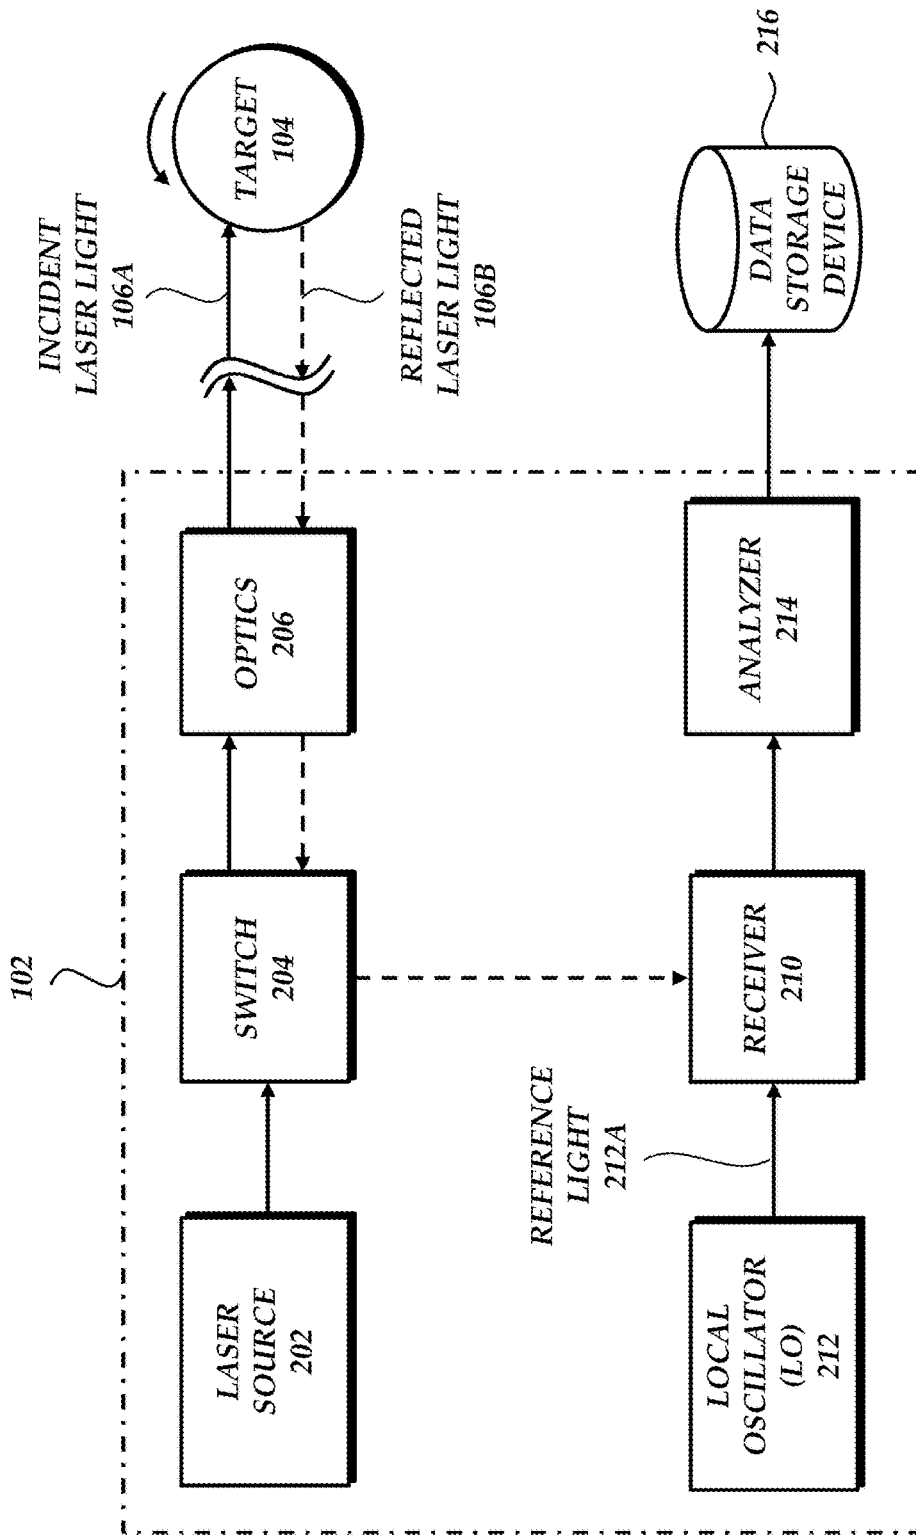 102
LASER
SOURCE
202
SWITCH
204
OPTICS
206
INCIDENT
LASER LIGHT
106A
TARGET
104
REFLECTED
LASER LIGHT
106B
REFERENCE
LIGHT
212A
LOCAL
OSCILLATOR
(LO)
212
RECEIVER
210
ANALYZER
214
DATA
STORAGE
DEVICE
216